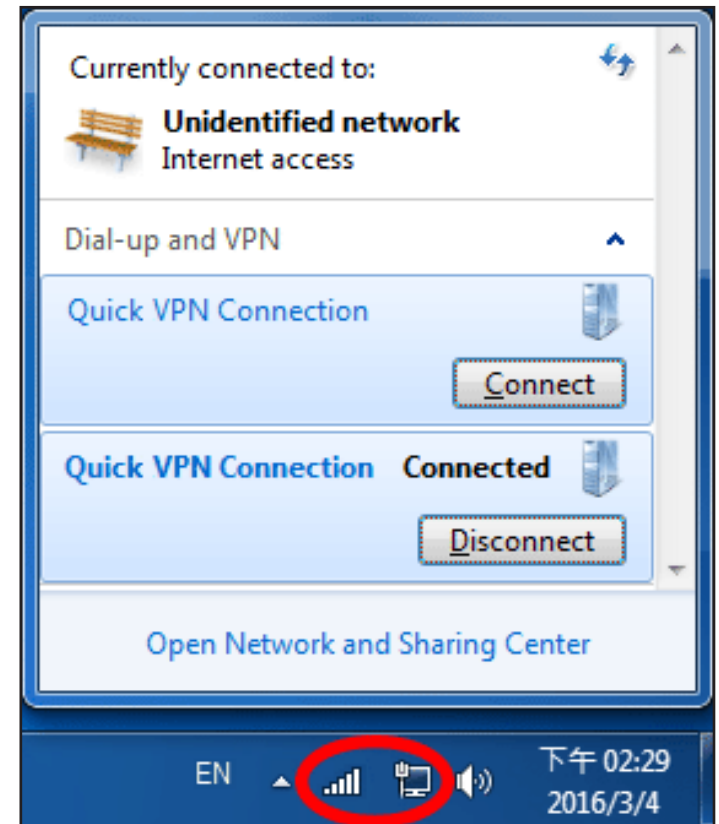 Currently connected to:
Unidentified network
Internet access
Dial-up and VPN
Quick VPN Connection
Connect
Quick VPN Connection Connected
Disconnect
Open Network and Sharing Center
EN
下午 02:29
2016/3/4